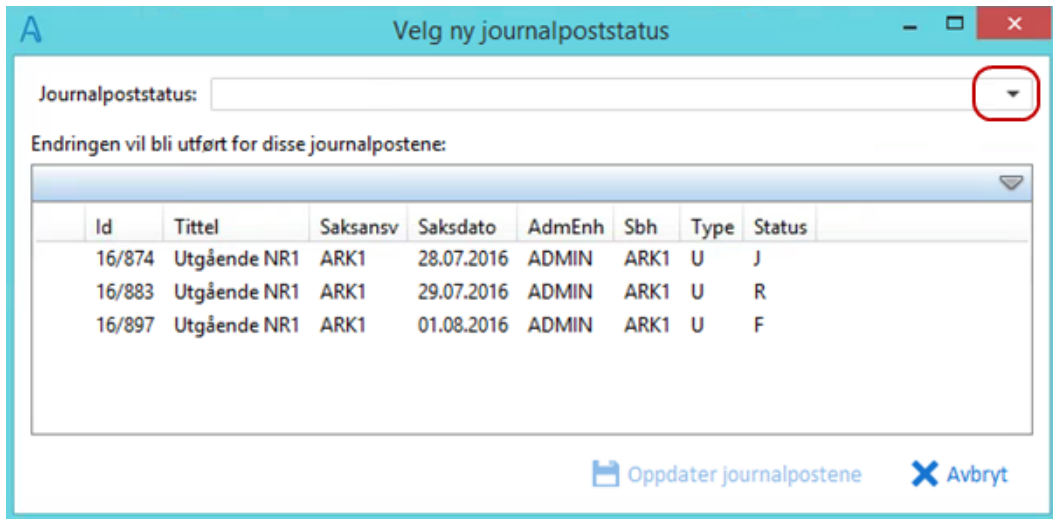 Velg ny journalpoststatus
Journalpoststatus:
Endringen vil bli utført for disse journalpostene:
Id Tittel Saksansv Saksdato AdmEnh Sbh Type Status
16/874 Utgående NR1 ARK1 28.07.2016 ADMIN ARK1 U J
16/883 Utgående NR1 ARK1 29.07.2016 ADMIN ARK1 U R
16/897 Utgående NR1 ARK1 01.08.2016 ADMIN ARK1 U F
Oppdater journalpostene Avbryt